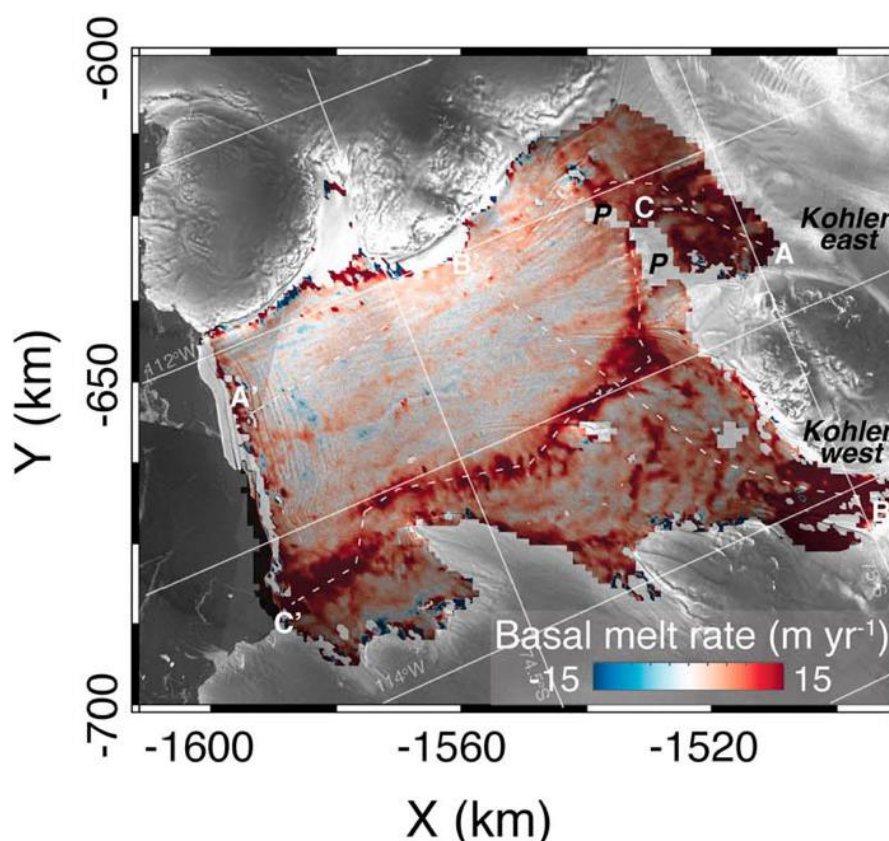 -600
-650
-700
Y (km)
-1600
-1560
-1520
X (km)
C
P
P
A
Kohler
east
B'
112°W
A'
Kohler
west
B
C'
114°W
74.5°S
Basal melt rate (m yr-1)
-15
15